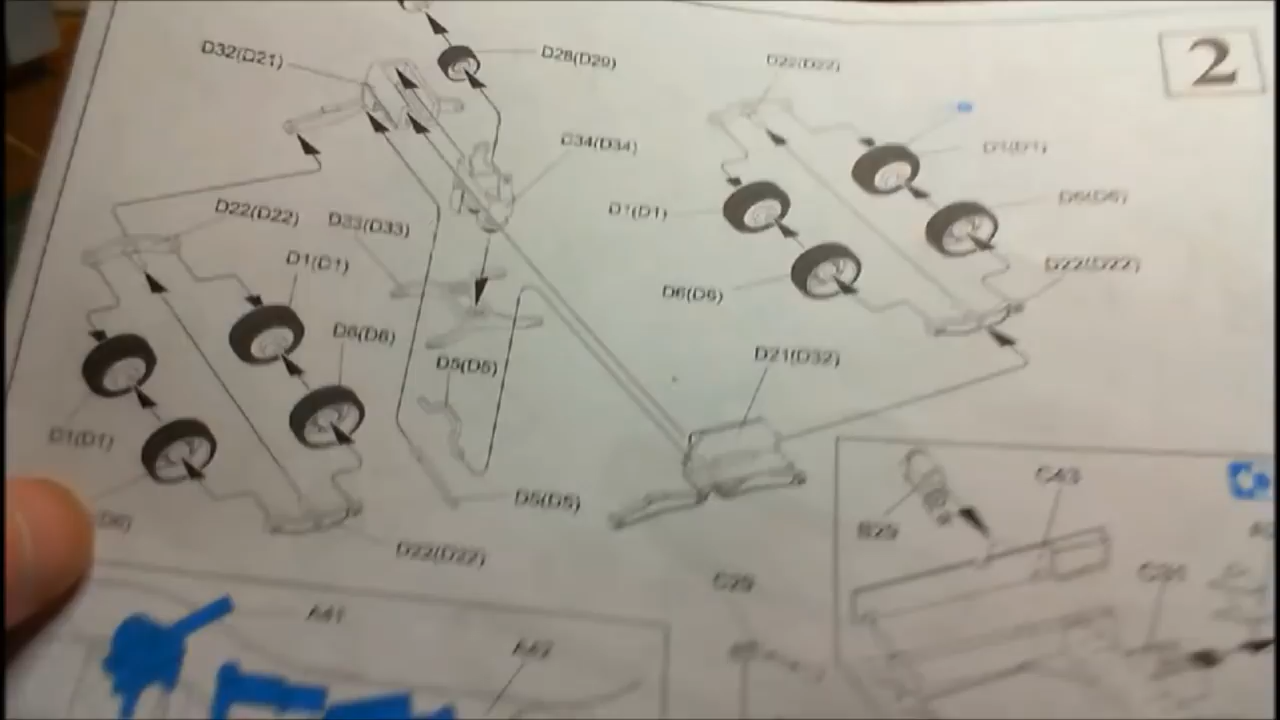 2
D32(D21)
D28(D29)
D22(D22)
C34(D34)
D1(D1)
D6(D6)
D1(D1)
D22(D22)
D33(D33)
D22(D22)
D1(D1)
D6(D6)
D6(D6)
D21(D32)
D5(D5)
D1(D1)
D5(D5)
D22(D22)
C43
B29
C29
A41
A42